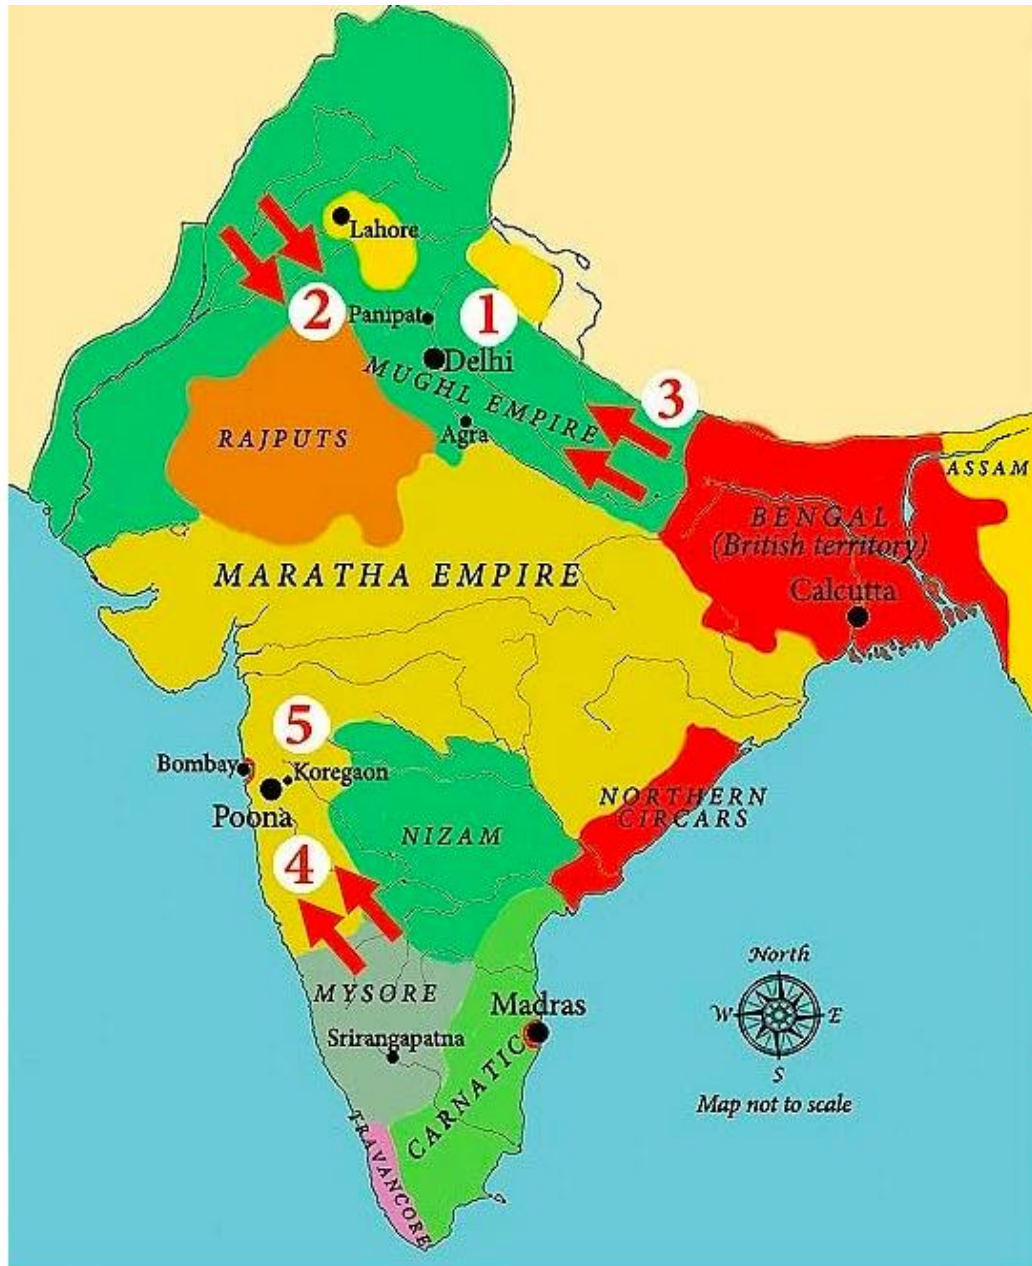 Lahore
2
Panipat
1
Delhi
MUGHL EMPIRE
3
RAJPUTS
Agra
ASSAM
BENGAL
(British territory)
MARATHA EMPIRE
Calcutta
5
Bombay
Koregaon
Poona
NORTHERN
CIRCARS
NIZAM
4
North
MYSORE
Madras
W
E
Srirangapatna
S
CARNATIC
Map not to scale
TRAVANCORE